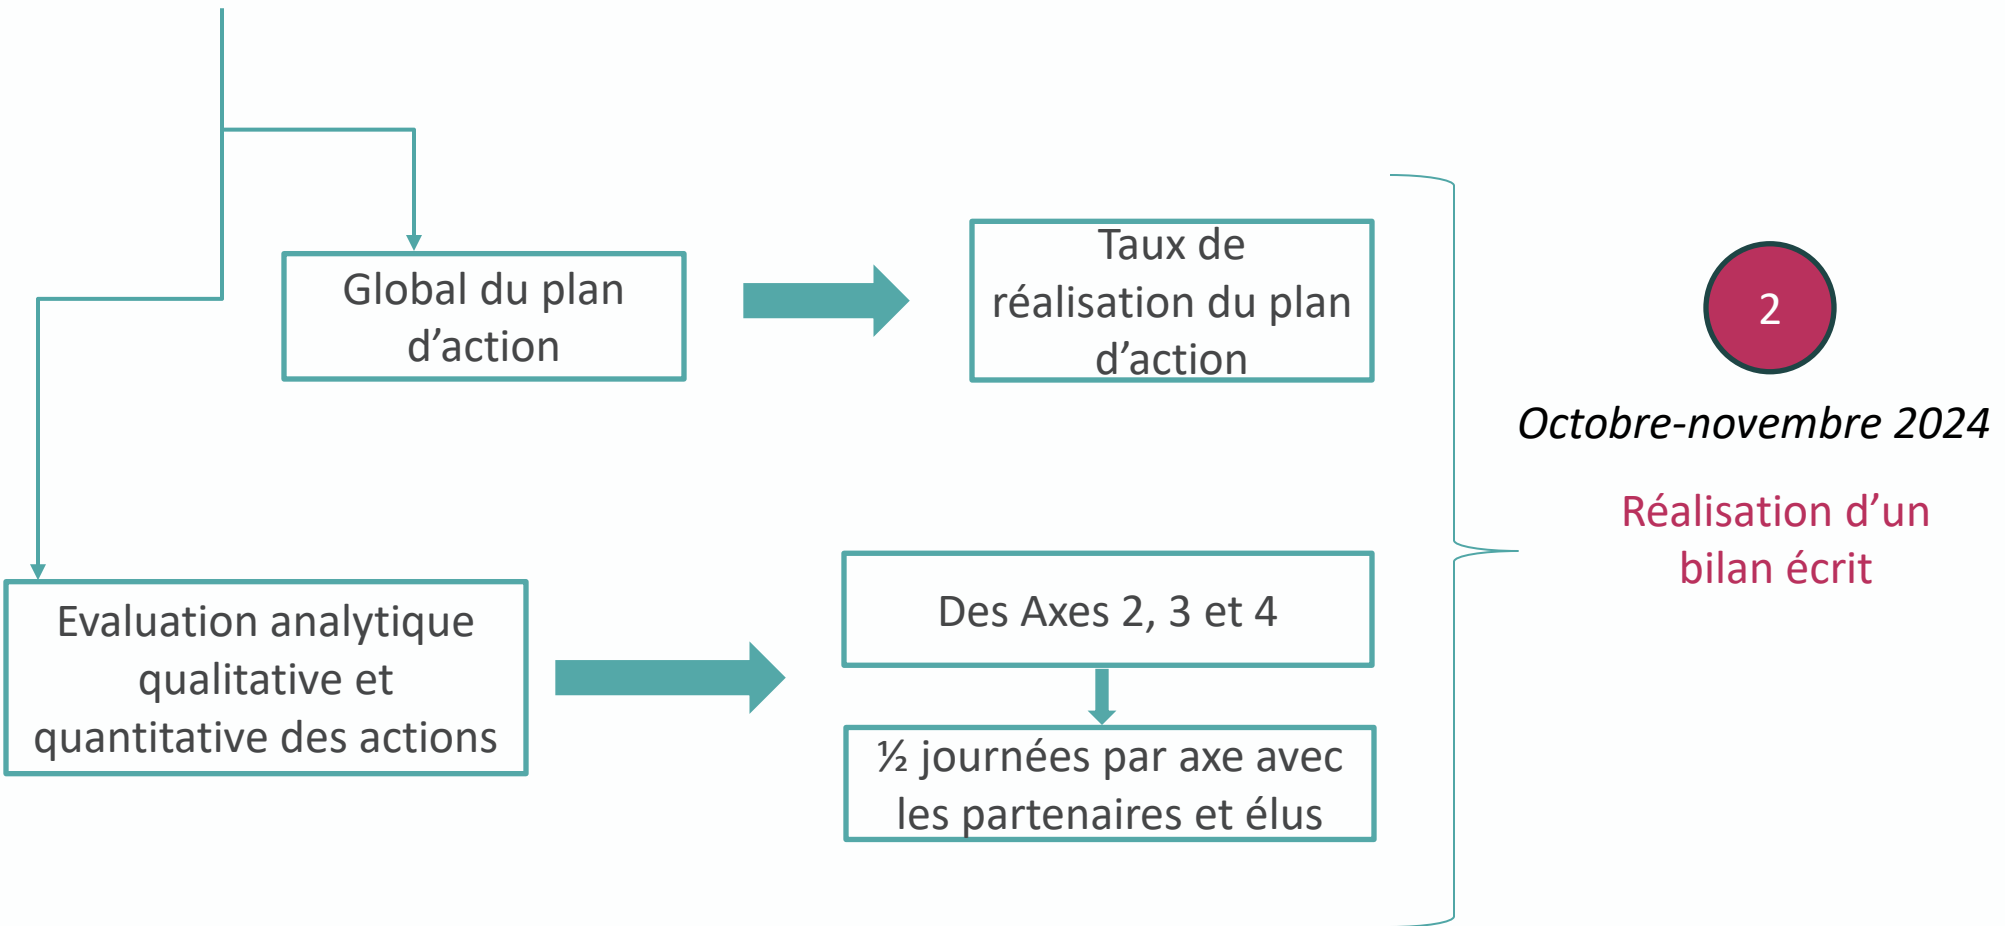 Global du plan
d’action
Taux de
réalisation du plan
d’action
2
Octobre-novembre 2024
Réalisation d’un
bilan écrit
Evaluation analytique
qualitative et
quantitative des actions
Des Axes 2, 3 et 4
½ journées par axe avec
les partenaires et élus